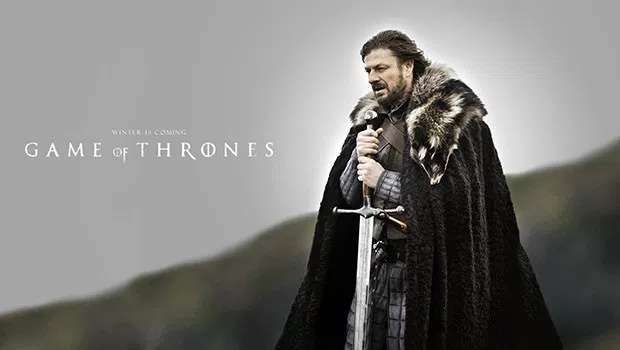 WINTER IS COMING
GAME OF THRONES